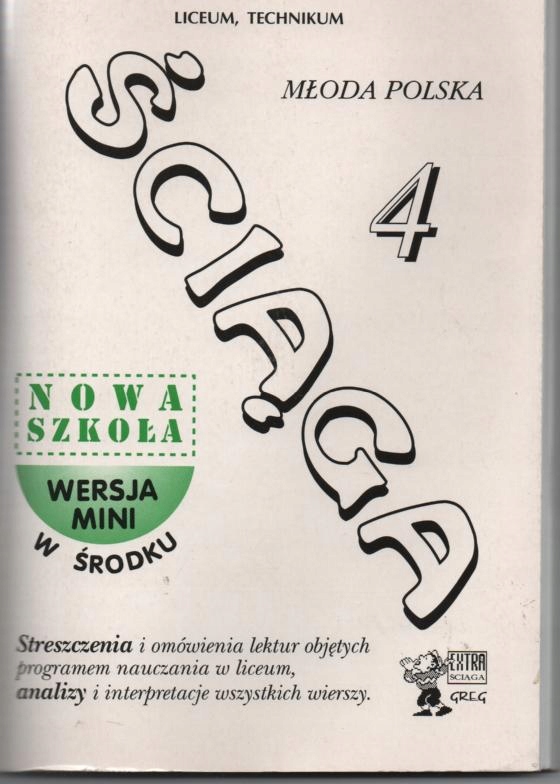 LICEUM, TECHNIKUM
MŁODA POLSKA
4
ŚCIĄGA
NOWA
SZKOŁA
WERSJA
MINI
W ŚRODKU
Streszczenia i omówienia lektur objętych
programem nauczania w liceum,
analizy i interpretacje wszystkich wierszy.
EXTRA
SCIAGA
GREG